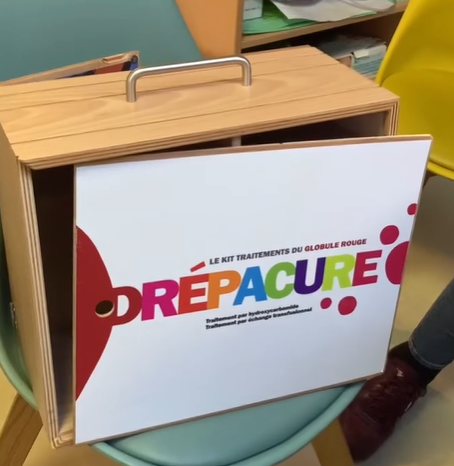 LE KIT TRAITEMENTS DU GLOBULE ROUGE
DRÉPACURE
Traitement par hydroxycarbamide
Traitement par échange transfusionnel